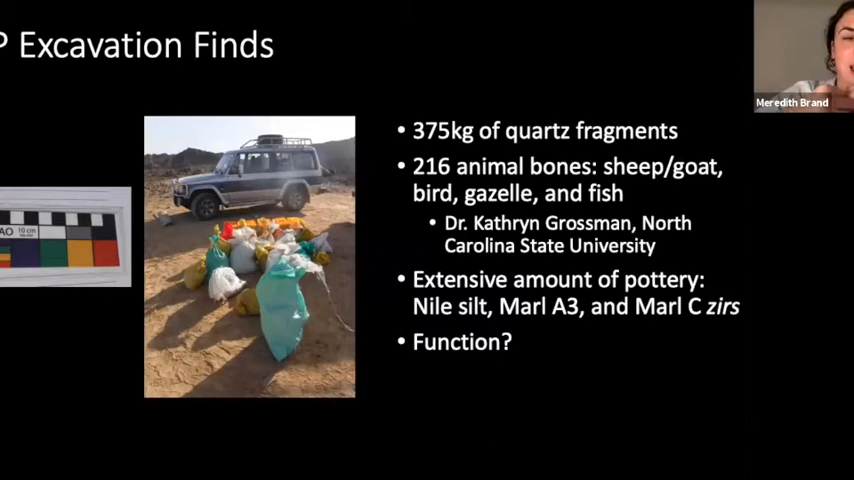 P Excavation Finds
Meredith Brand
• 375kg of quartz fragments
• 216 animal bones: sheep/goat,
bird, gazelle, and fish
• Dr. Kathryn Grossman, North
Carolina State University
• Extensive amount of pottery:
Nile silt, Marl A3, and Marl C zirs
• Function?
AO 10 cm